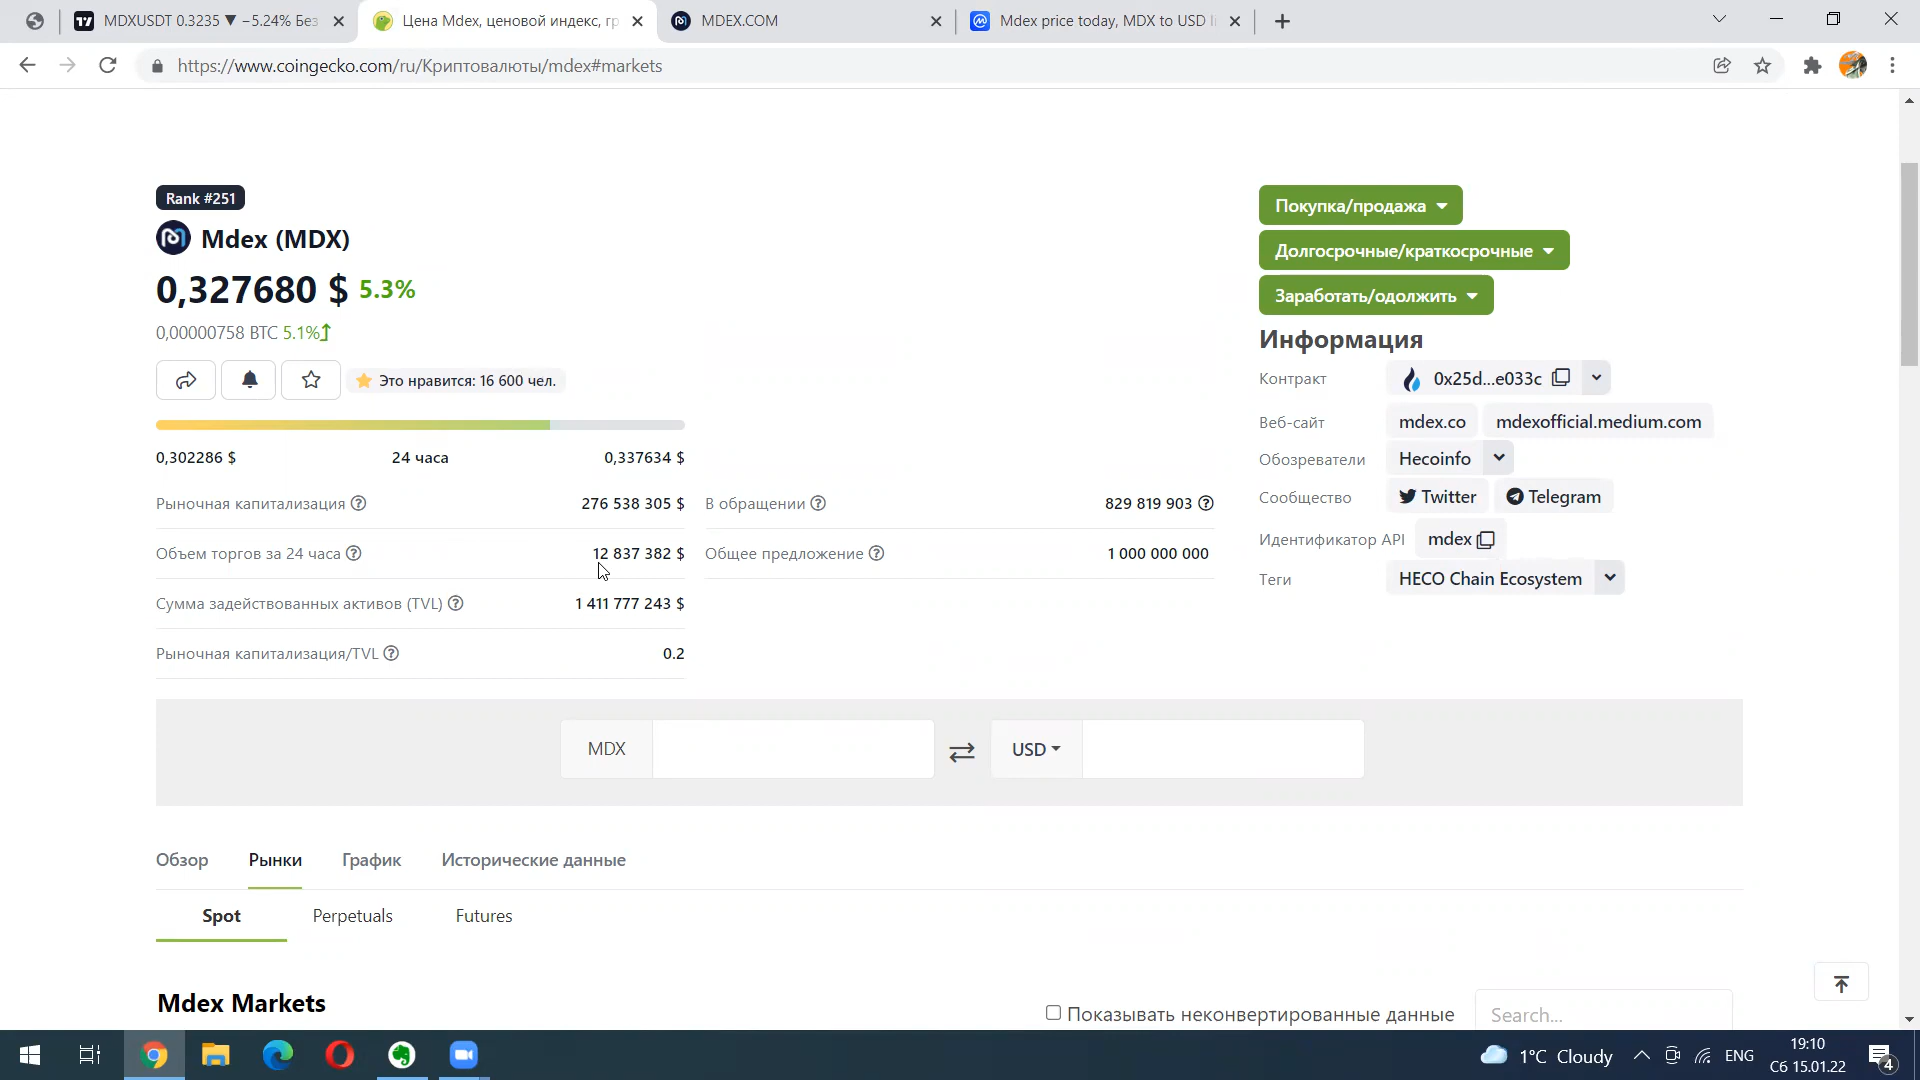 MDXUSDT 0.3235 ▼ −5.24% Без
Цена Mdex, ценовой индекс, гр
MDEX.COM
Mdex price today, MDX to USD li
https://www.coingecko.com/ru/Криптовалюты/mdex#markets
Rank #251
Mdex (MDX)
0,327680 $ 5.3%
0,00000758 BTC 5.1%
Это нравится: 16 600 чел.
0,302286 $ 24 часа 0,337634 $
Рыночная капитализация 276 538 305 $
Объем торгов за 24 часа 12 837 382 $
Сумма задействованных активов (TVL) 1 411 777 243 $
Рыночная капитализация/TVL 0.2
В обращении 829 819 903
Общее предложение 1 000 000 000
Покупка/продажа
Долгосрочные/краткосрочные
Заработать/одолжить
Информация
Контракт 0x25d...e033c
Веб-сайт mdex.co mdexofficial.medium.com
Обозреватели Hecoinfo
Сообщество Twitter Telegram
Идентификатор API mdex
Теги HECO Chain Ecosystem
MDX USD
Обзор Рынки График Исторические данные
Spot Perpetuals Futures
Mdex Markets
Показывать неконвертированные данные Search...
1°C Cloudy ENG
19:10
Сб 15.01.22
4